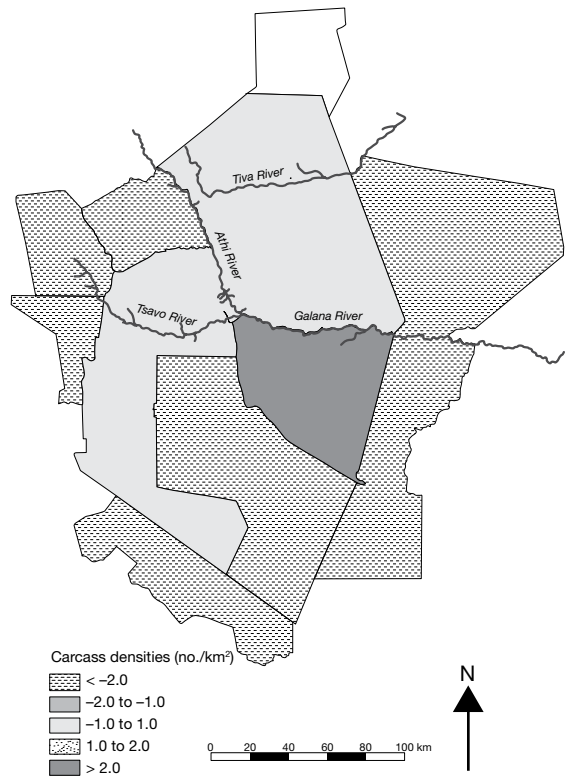 Tiva River
Athi River
Tsavo River
Galana River
Carcass densities (no./km²)
< –2.0
–2.0 to –1.0
–1.0 to 1.0
1.0 to 2.0
> 2.0
N
0 20 40 60 80 100 km